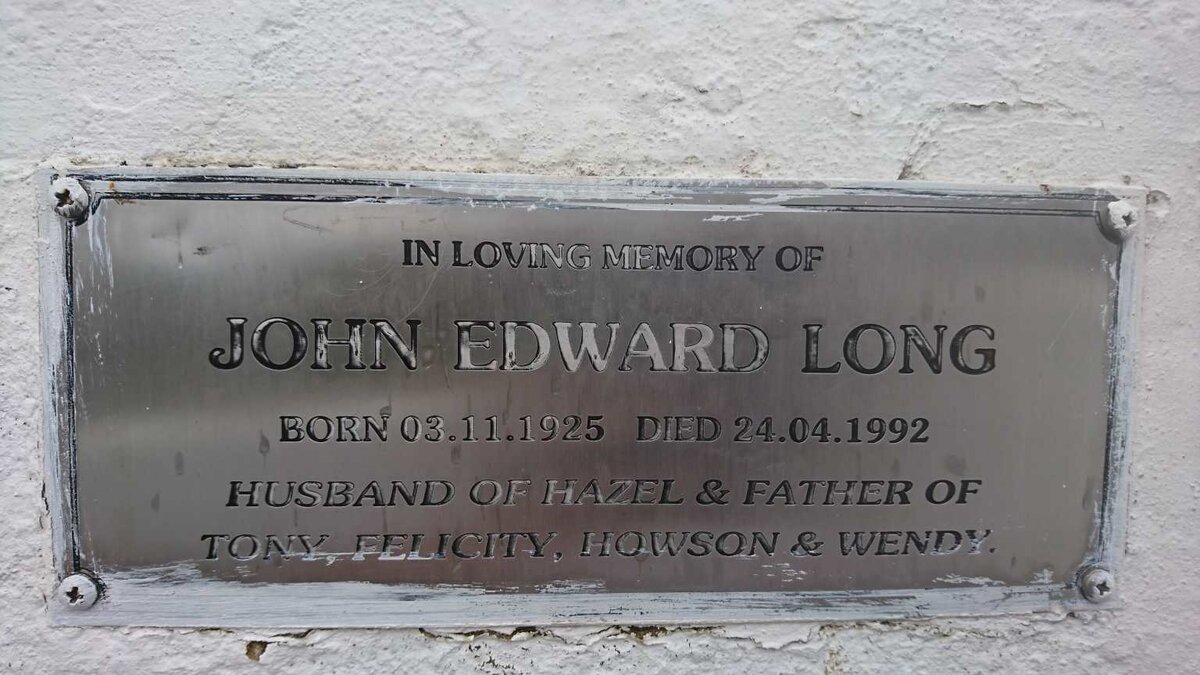 IN LOVING MEMORY OF
JOHN EDWARD LONG
BORN 03.11.1925 DIED 24.04.1992
HUSBAND OF HAZEL & FATHER OF
TONY, FELICITY, HOWSON & WENDY.